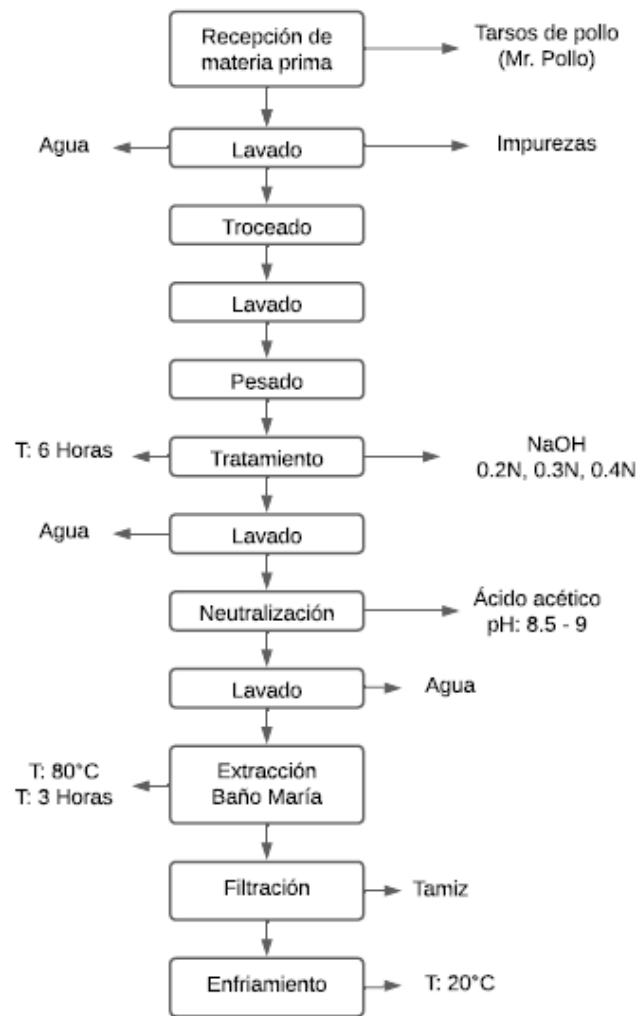 Recepción de
materia prima
Tarsos de pollo
(Mr. Pollo)
Agua
Lavado
Impurezas
Troceado
Lavado
Pesado
T: 6 Horas
Tratamiento
NaOH
0.2N, 0.3N, 0.4N
Agua
Lavado
Neutralización
Ácido acético
pH: 8.5 - 9
Lavado
Agua
T: 80°C
T: 3 Horas
Extracción
Baño María
Filtración
Tamiz
Enfriamiento
T: 20°C